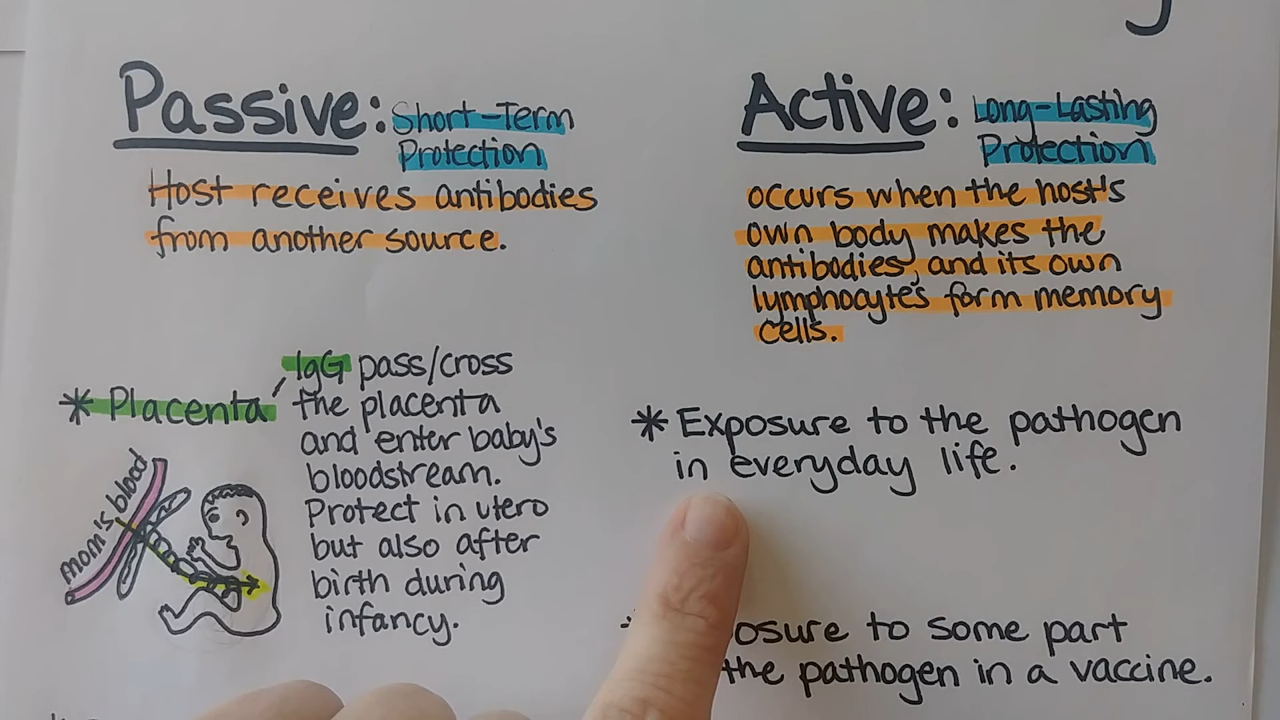 Passive: Short-Term
Protection
Host receives antibodies
from another source.
* Placenta
IgG pass/cross
the placenta
and enter baby's
bloodstream.
Protect in utero
but also after
birth during
infancy.
mom's blood
Active: Long-Lasting
Protection
occurs when the host's
own body makes the
antibodies, and its own
lymphocytes form memory
cells.
* Exposure to the pathogen
in everyday life.
osure to some part
the pathogen in a vaccine.